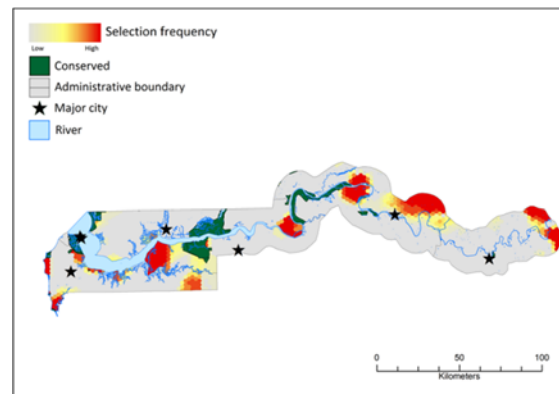 Selection frequency
Low High
Conserved
Administrative boundary
Major city
River
0 50 100
Kilometers